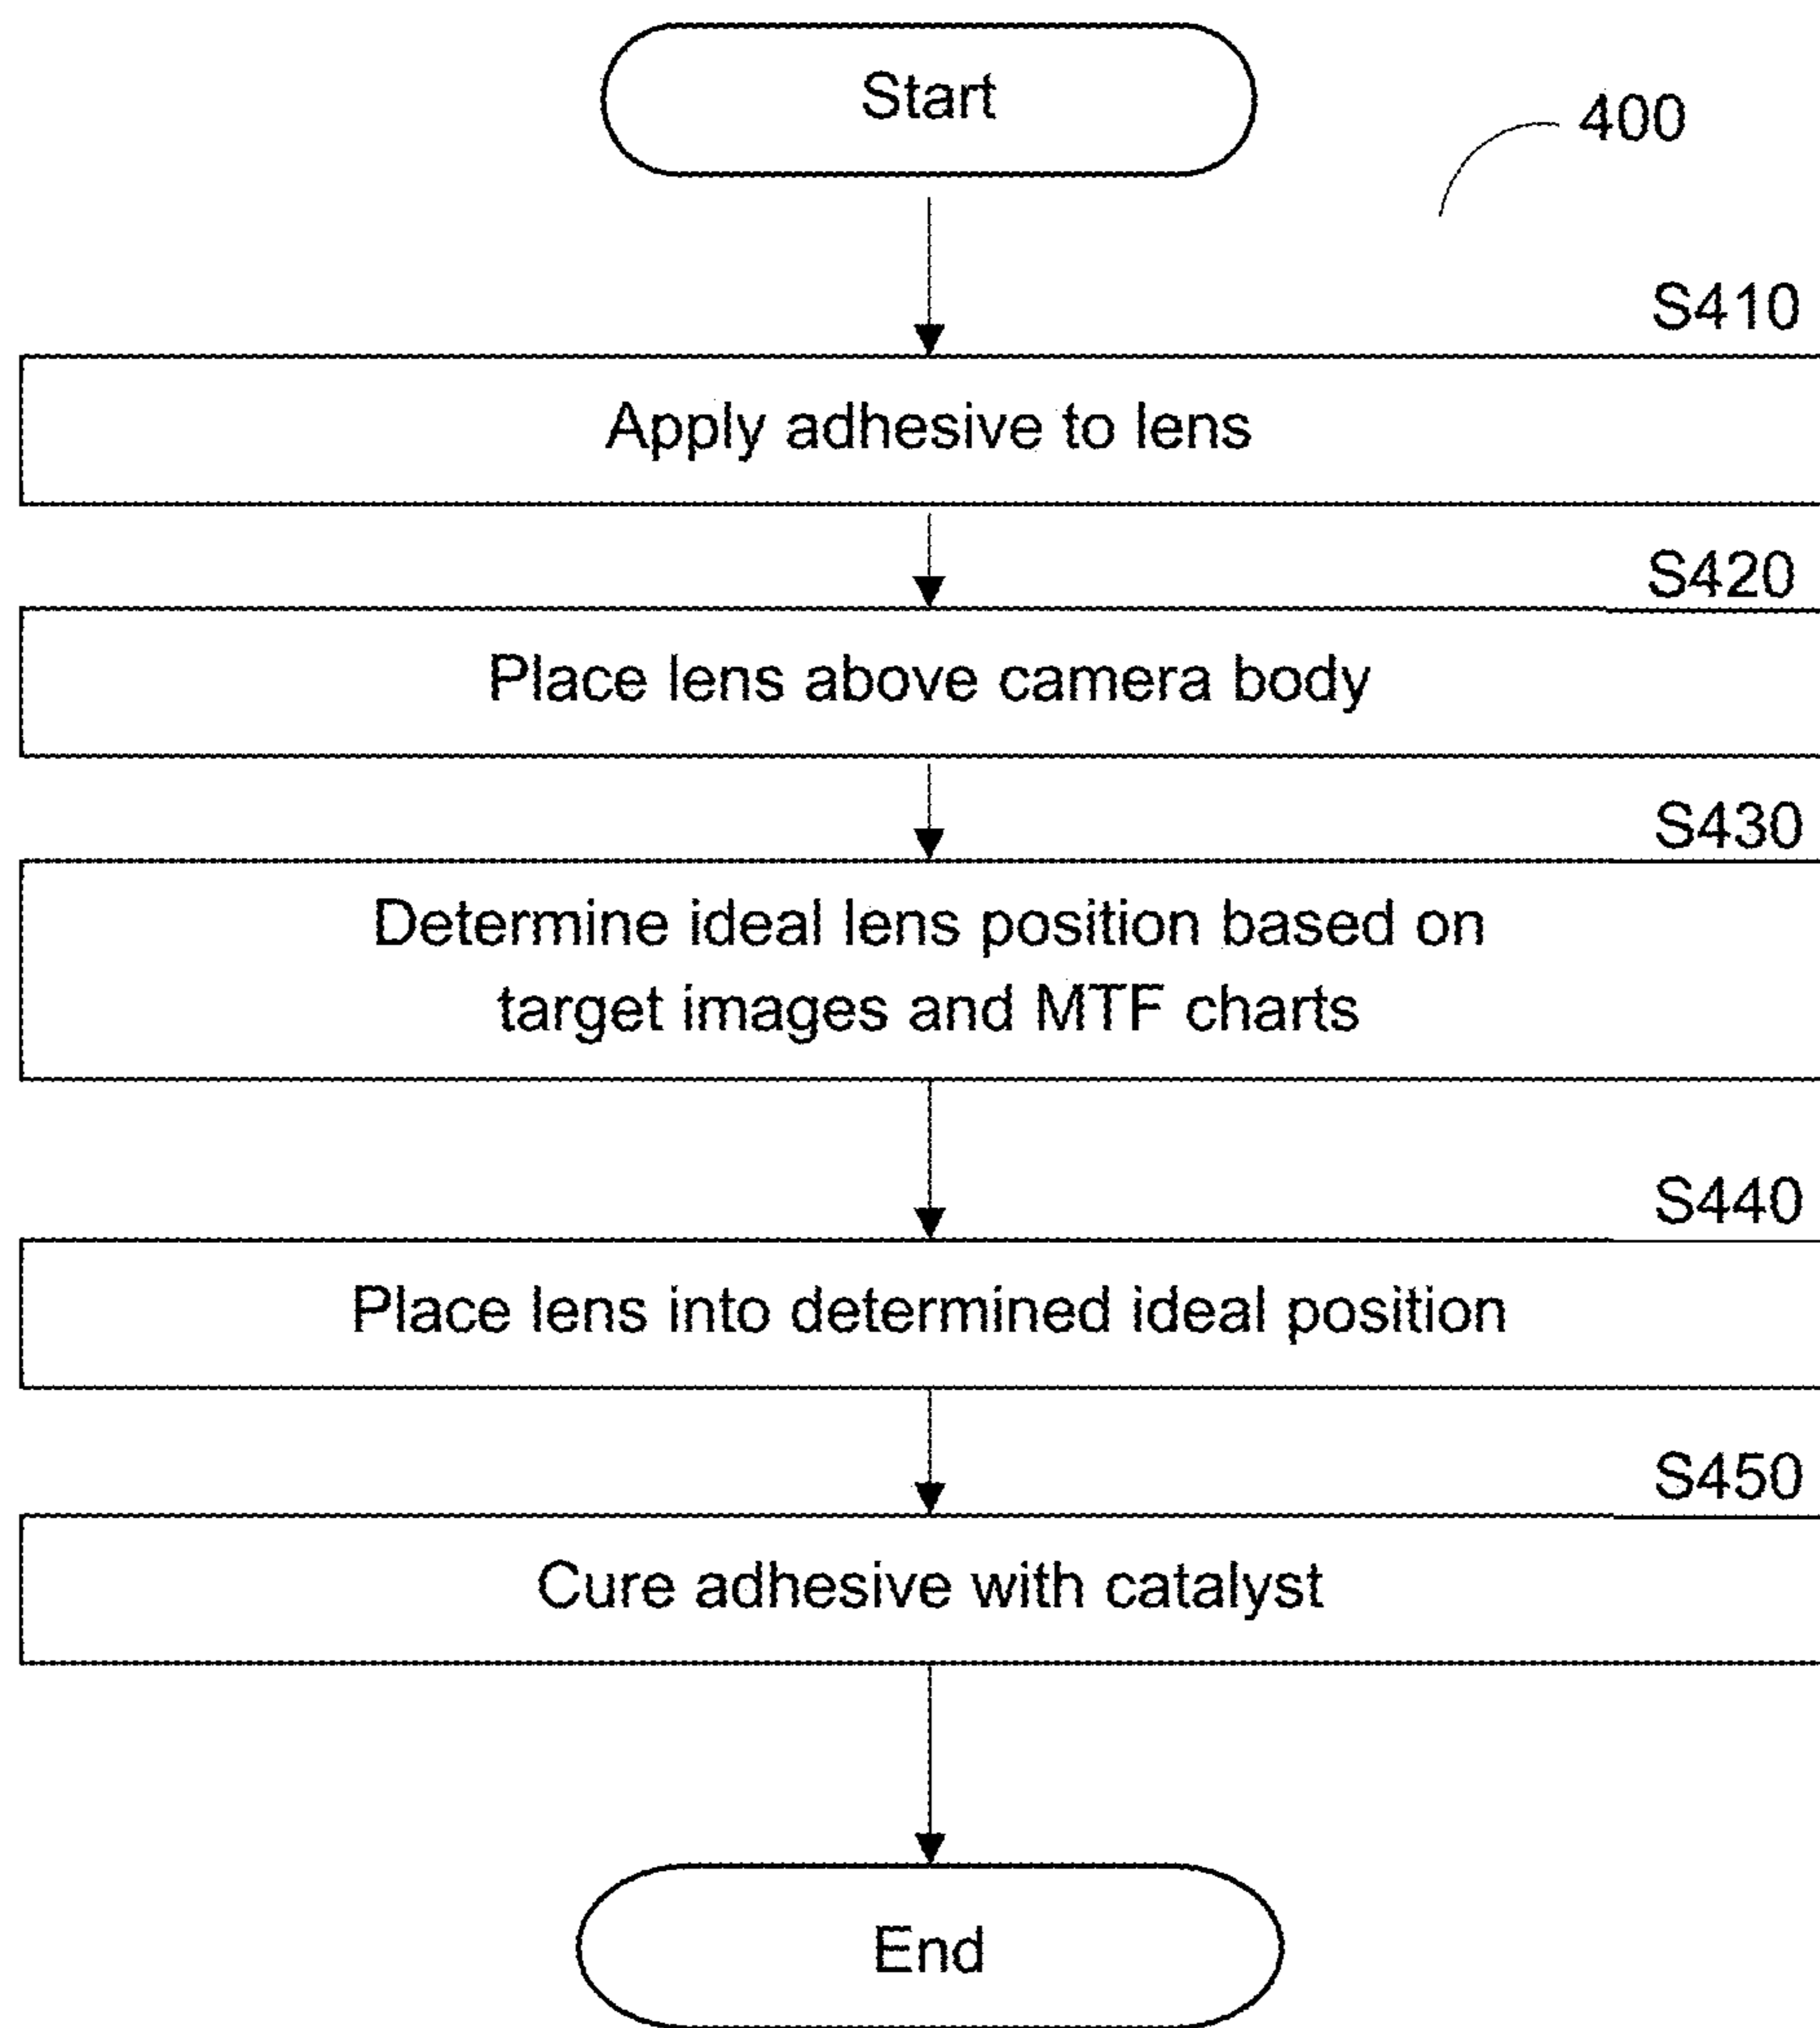 Start
400
S410
Apply adhesive to lens
S420
Place lens above camera body
S430
Determine ideal lens position based on
target images and MTF charts
S440
Place lens into determined ideal position
S450
Cure adhesive with catalyst
End